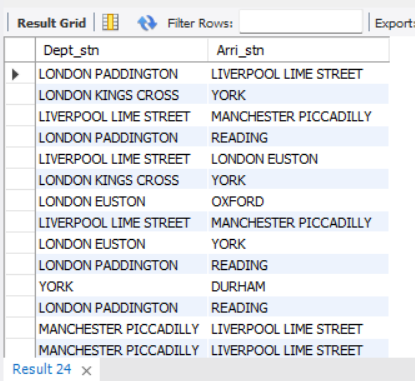 Result Grid Filter Rows: Export:
Dept_stn Arri_stn
LONDON PADDINGTON LIVERPOOL LIME STREET
LONDON KINGS CROSS YORK
LIVERPOOL LIME STREET MANCHESTER PICCADILLY
LONDON PADDINGTON READING
LIVERPOOL LIME STREET LONDON EUSTON
LONDON KINGS CROSS YORK
LONDON EUSTON OXFORD
LIVERPOOL LIME STREET MANCHESTER PICCADILLY
LONDON EUSTON YORK
LONDON PADDINGTON READING
YORK DURHAM
LONDON PADDINGTON READING
MANCHESTER PICCADILLY LIVERPOOL LIME STREET
MANCHESTER PICCADILLY LIVERPOOL LIME STREET
Result 24